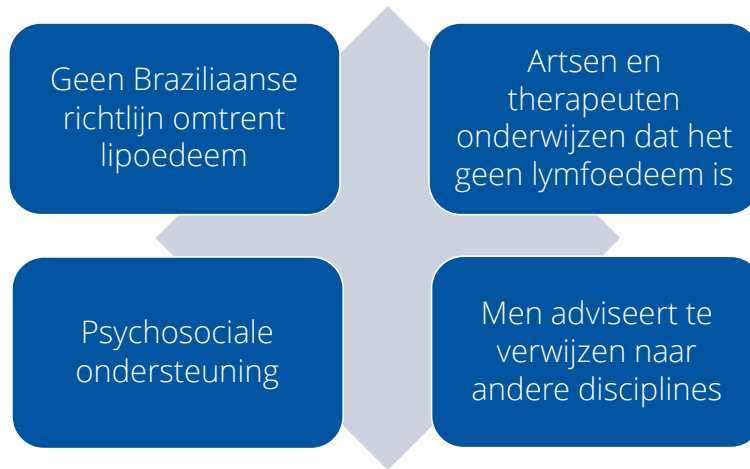 Geen Braziliaanse
richtlijn omtrent
lipoedeem
Artsen en
therapeuten
onderwijzen dat het
geen lymfoedeem is
Psychosociale
ondersteuning
Men adviseert te
verwijzen naar
andere disciplines